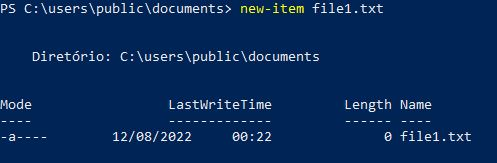 PS C:\users\public\documents> new-item file1.txt
Diretório: C:\users\public\documents
Mode LastWriteTime Length Name
---- ------------- ------ ----
-a---- 12/08/2022 00:22 0 file1.txt